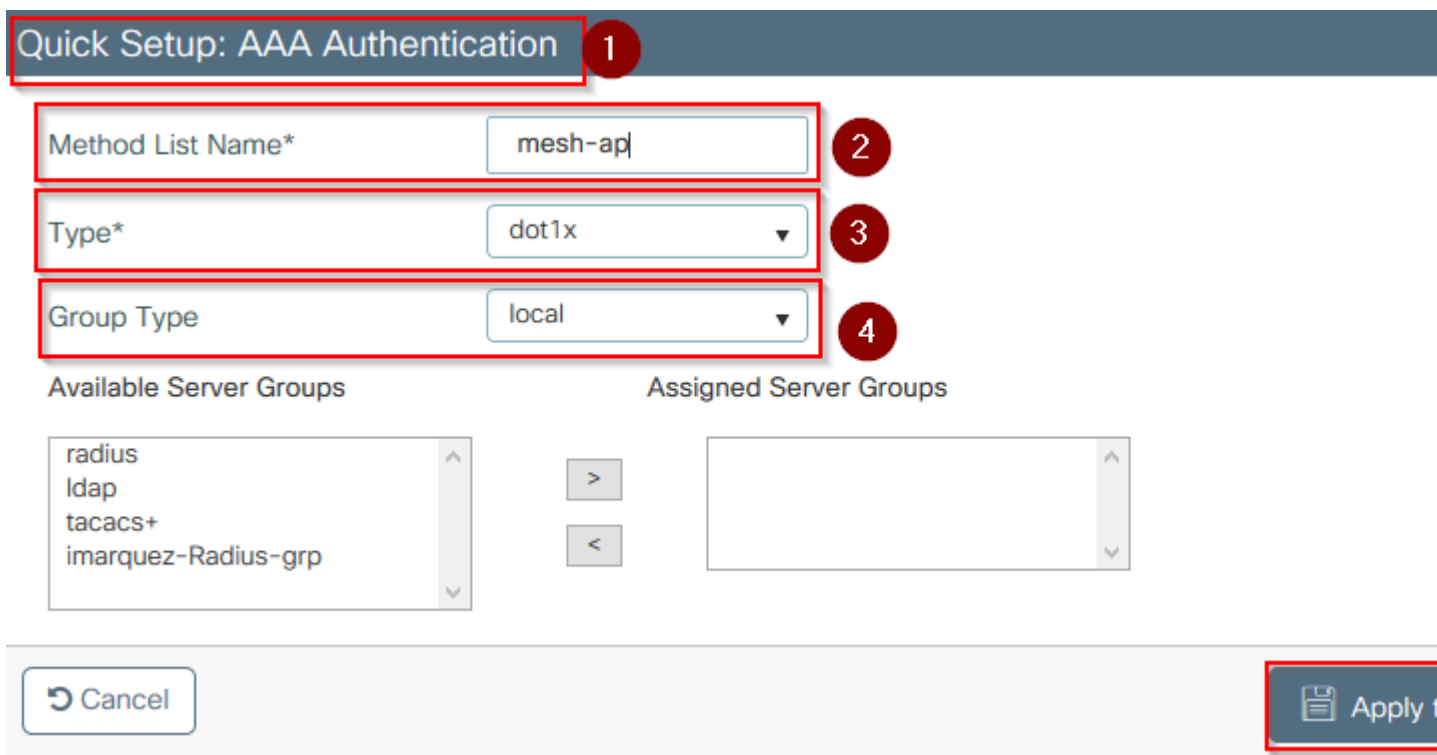 Quick Setup: AAA Authentication 1
Method List Name* mesh-ap 2
Type* dot1x 3
Group Type local 4
Available Server Groups Assigned Server Groups
radius
ldap
tacacs+
imarquez-Radius-grp
>
<
Cancel Apply t